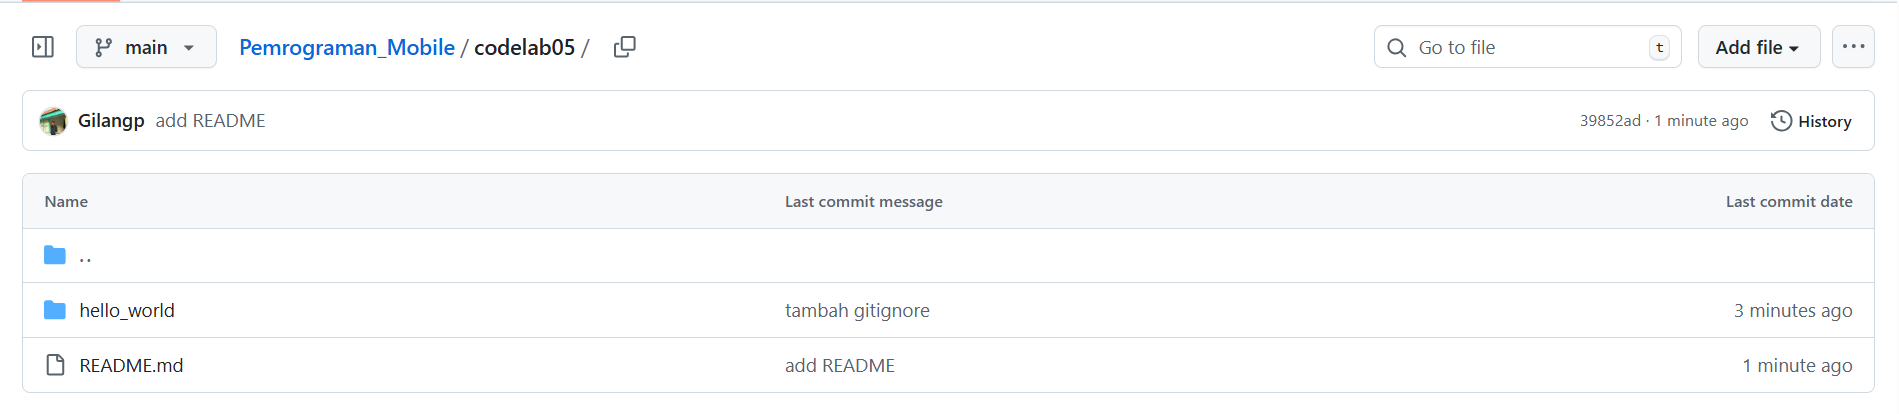 main Pemrograman_Mobile / codelab05 / Go to file t Add file ...
Gilangp add README 39852ad · 1 minute ago History
Name Last commit message Last commit date
..
hello_world tambah gitignore 3 minutes ago
README.md add README 1 minute ago